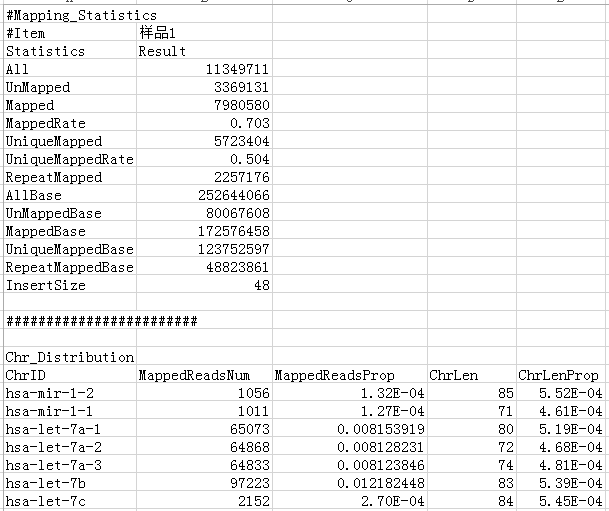 #Mapping_Statistics
#Item 样品1
Statistics Result
All 11349711
UnMapped 3369131
Mapped 7980580
MappedRate 0.703
UniqueMapped 5723404
UniqueMappedRate 0.504
RepeatMapped 2257176
AllBase 252644066
UnMappedBase 80067608
MappedBase 172576458
UniqueMappedBase 123752597
RepeatMappedBase 48823861
InsertSize 48
########################
Chr_Distribution
ChrID MappedReadsNum MappedReadsProp ChrLen ChrLenProp
hsa-mir-1-2 1056 1.32E-04 85 5.52E-04
hsa-mir-1-1 1011 1.27E-04 71 4.61E-04
hsa-let-7a-1 65073 0.008153919 80 5.19E-04
hsa-let-7a-2 64868 0.008128231 72 4.68E-04
hsa-let-7a-3 64833 0.008123846 74 4.81E-04
hsa-let-7b 97223 0.012182448 83 5.39E-04
hsa-let-7c 2152 2.70E-04 84 5.45E-04